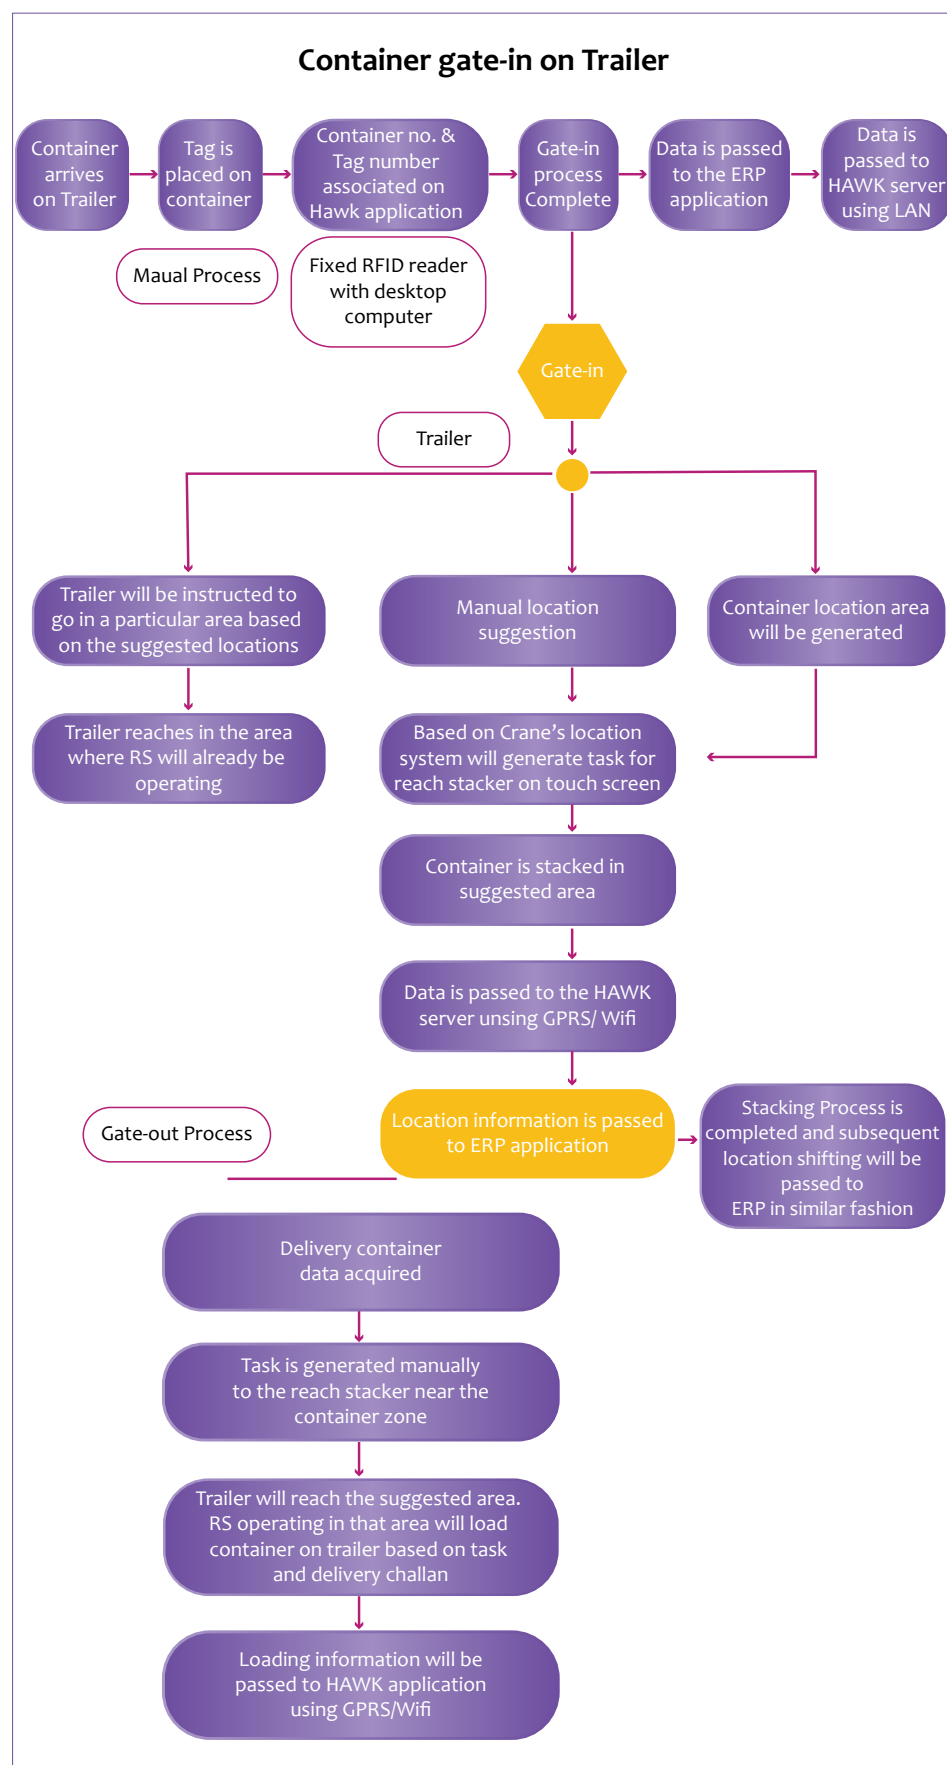 Container gate-in on Trailer
Container
arrives
on Trailer
Tag is
placed on
container
Container no. &
Tag number
associated on
Hawk application
Gate-in
process
Complete
Data is passed
to the ERP
application
Data is
passed to
HAWK server
using LAN
Maual Process
Fixed RFID reader
with desktop
computer
Gate-in
Trailer
Trailer will be instructed to
go in a particular area based
on the suggested locations
Manual location
suggestion
Container location area
will be generated
Trailer reaches in the area
where RS will already be
operating
Based on Crane’s location
system will generate task for
reach stacker on touch screen
Container is stacked in
suggested area
Data is passed to the HAWK
server unsing GPRS/ Wifi
Location information is passed
to ERP application
Stacking Process is
completed and subsequent
location shifting will be
passed to
ERP in similar fashion
Gate-out Process
Delivery container
data acquired
Task is generated manually
to the reach stacker near the
container zone
Trailer will reach the suggested area.
RS operating in that area will load
container on trailer based on task
and delivery challan
Loading information will be
passed to HAWK application
using GPRS/Wifi